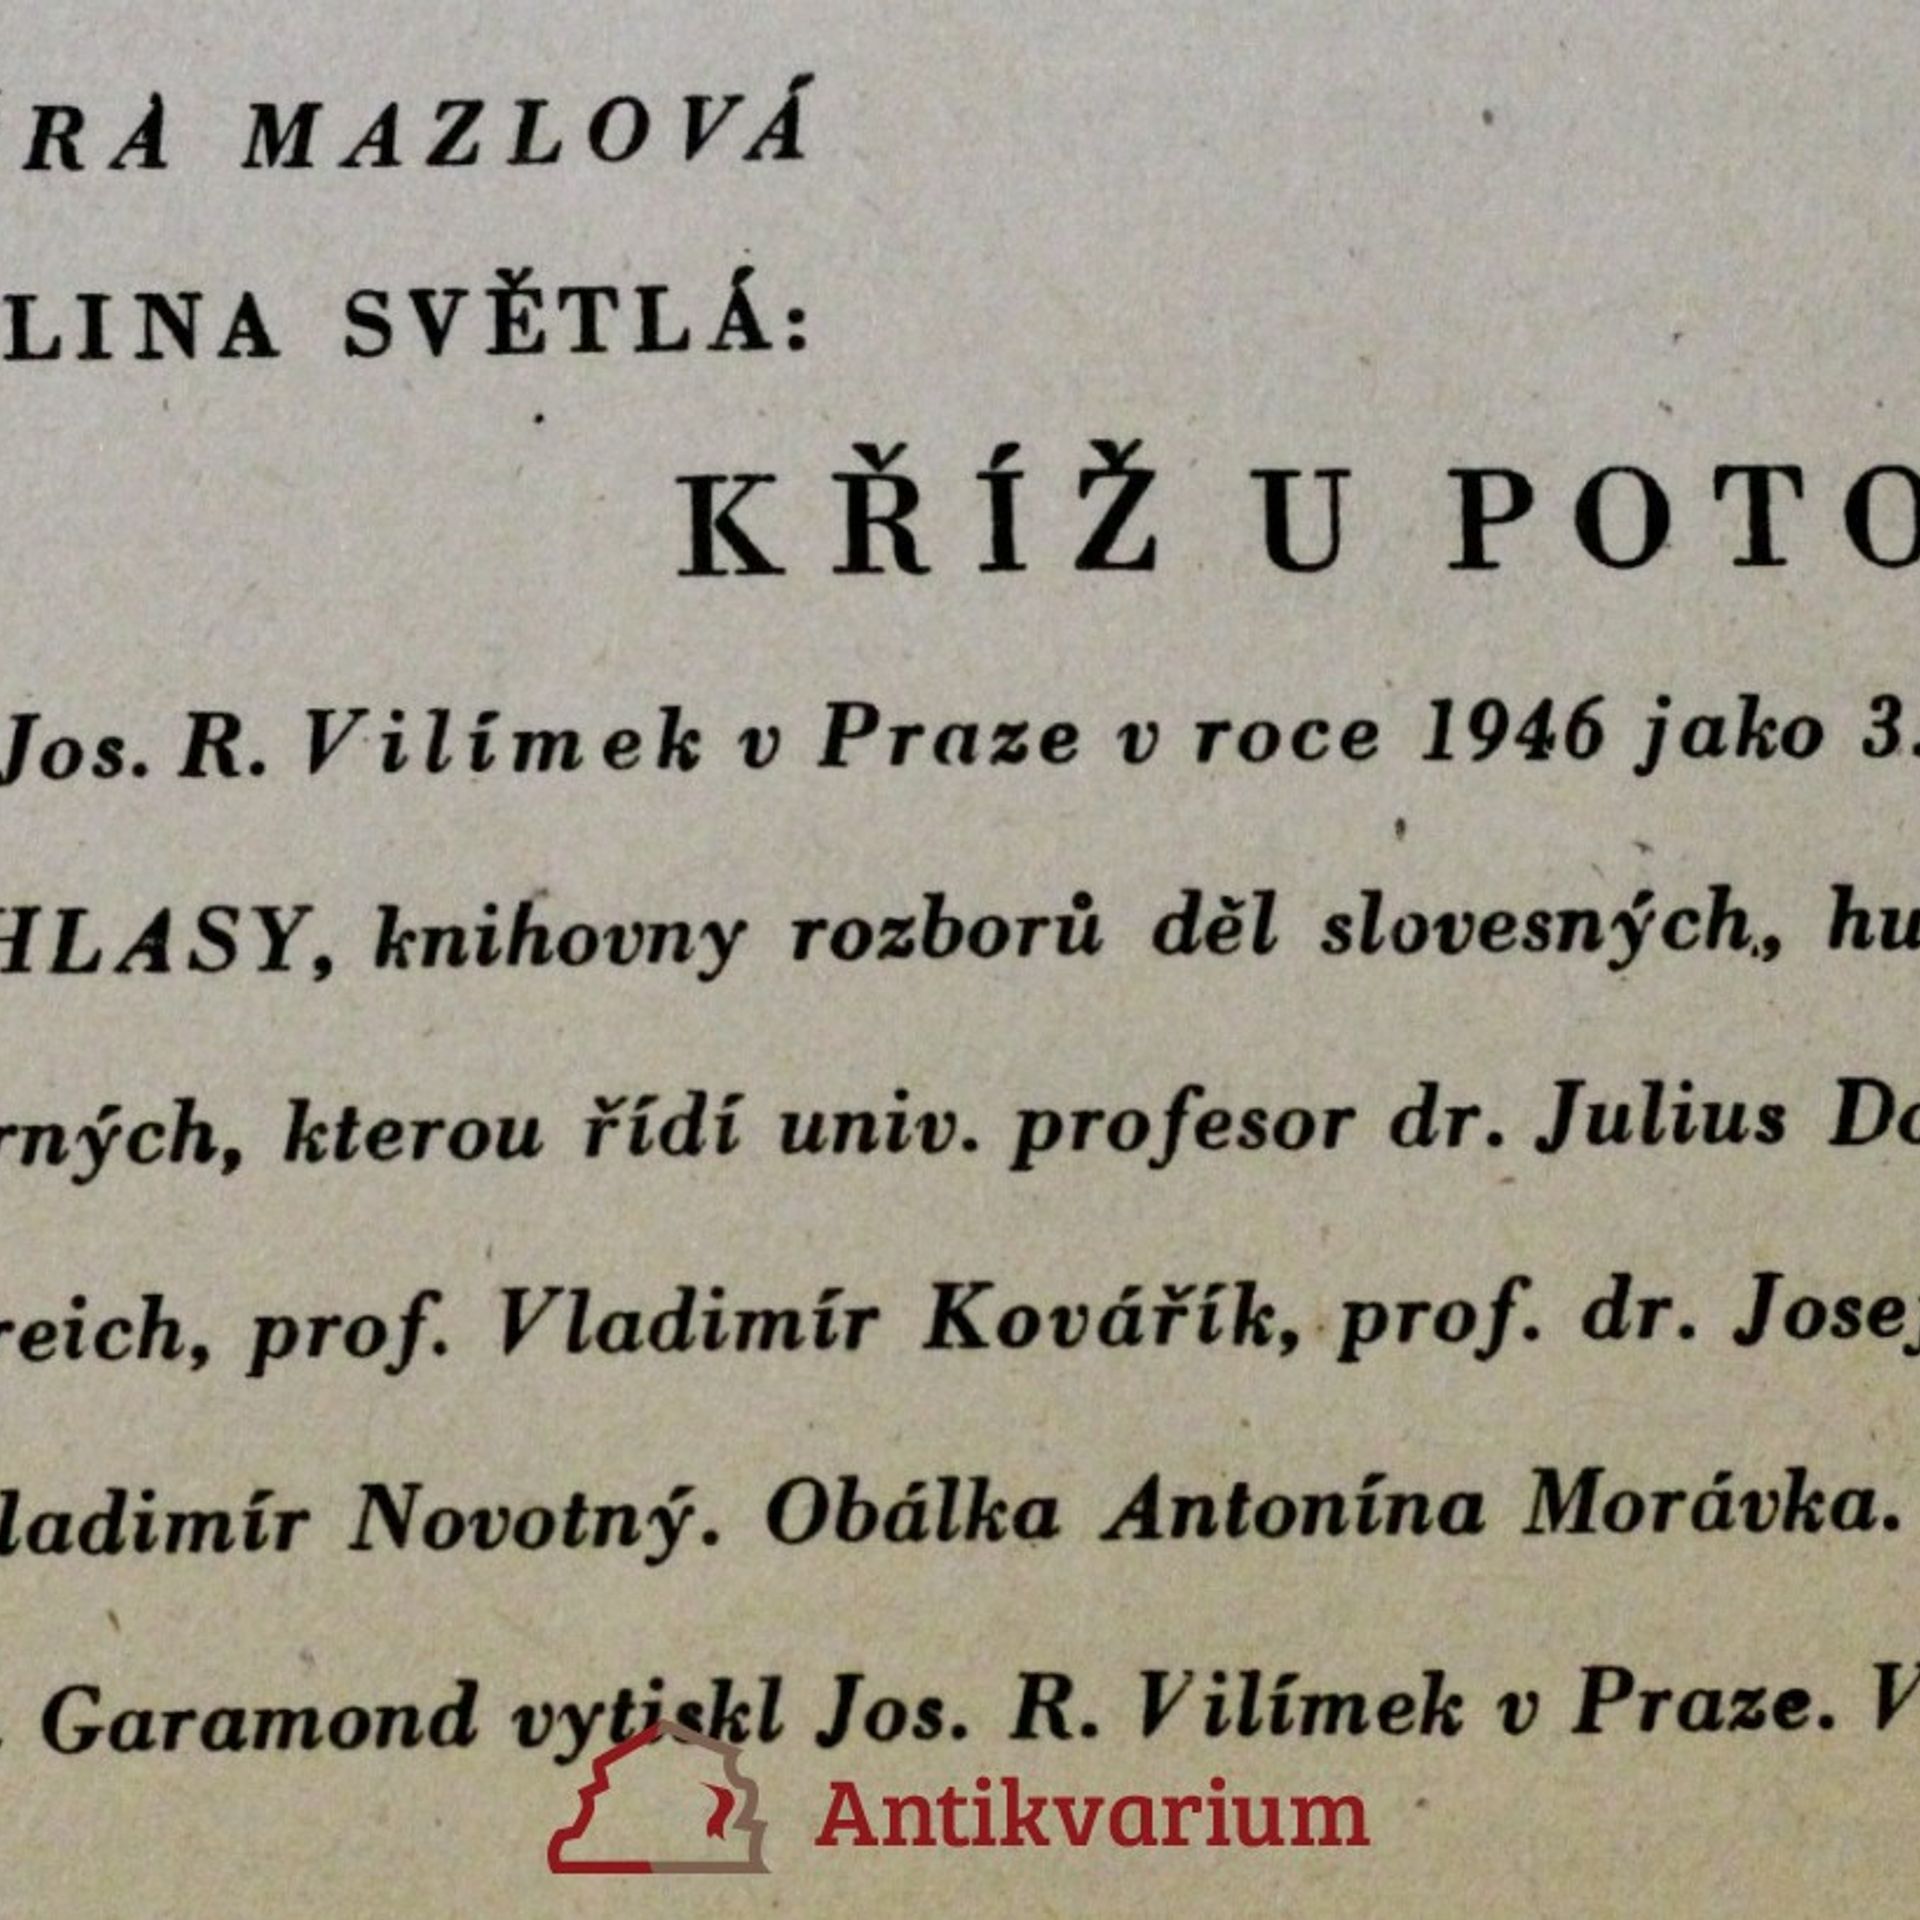 RA MAZLOVÁ
LINA SVĚTLÁ:
KŘÍŽ U POTO
Jos. R. Vilímek v Praze v roce 1946 jako 3.
HLASY, knihovny rozborů děl slovesných, hu
rných, kterou řídí univ. profesor dr. Julius Do
reich, prof. Vladimír Kovářík, prof. dr. Josef
ladimír Novotný. Obálka Antonína Morávka.
Garamond vytiskl Jos. R. Vilímek v Praze. V
Antikvarium